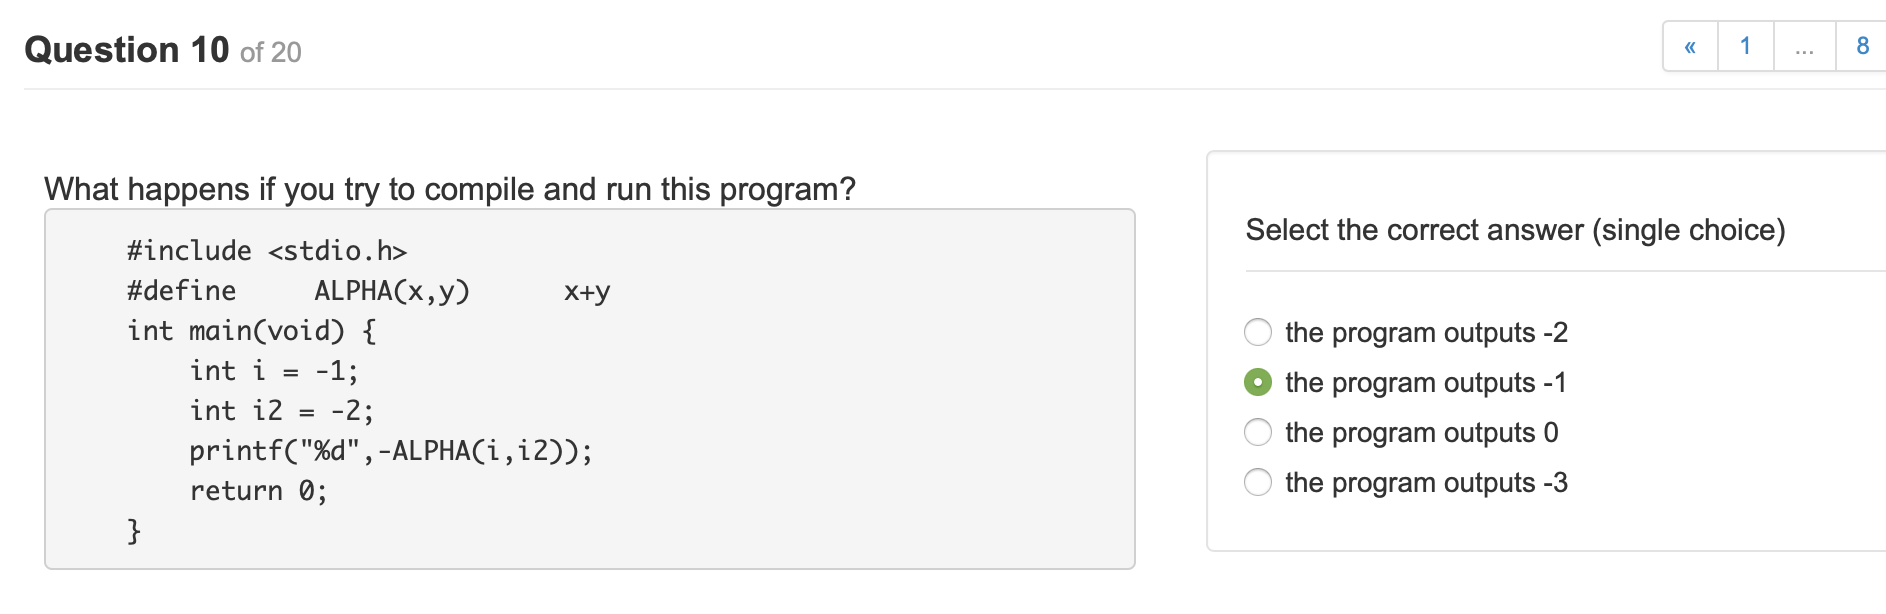 Question 10 of 20
« 1 ... 8
What happens if you try to compile and run this program?
#include <stdio.h>
#define     ALPHA(x,y)      x+y
int main(void) {
    int i = -1;
    int i2 = -2;
    printf("%d",-ALPHA(i,i2));
    return 0;
}
Select the correct answer (single choice)
the program outputs -2
the program outputs -1
the program outputs 0
the program outputs -3